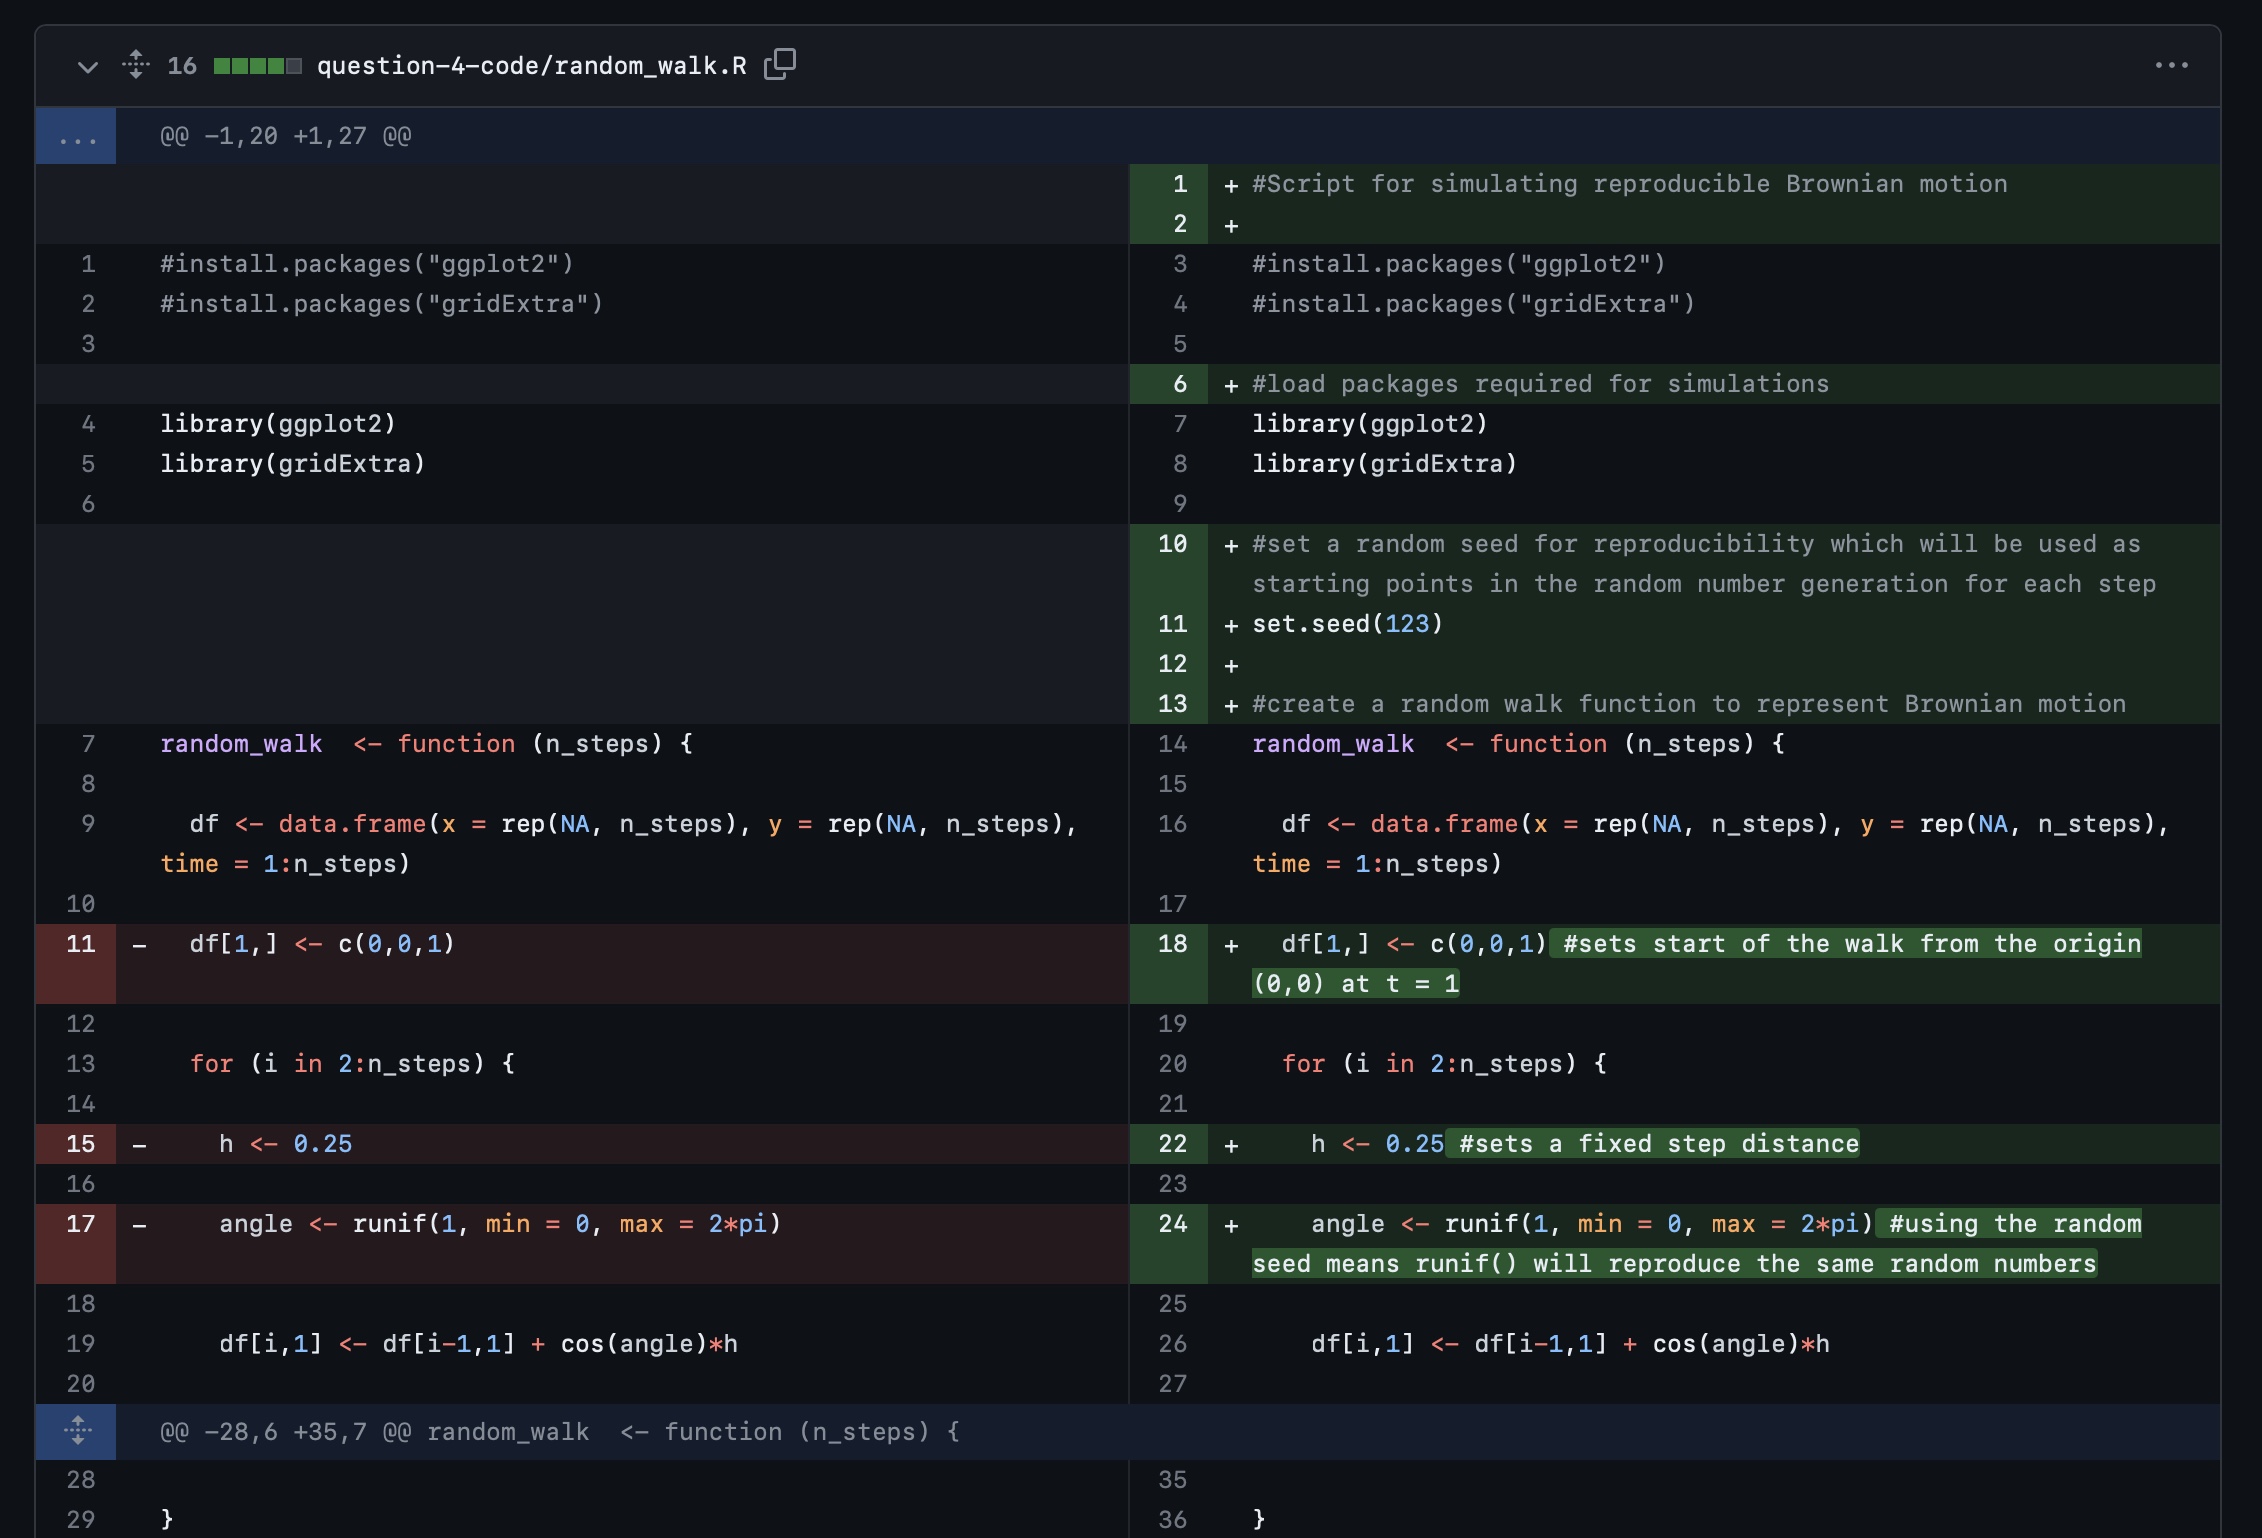 16 question-4-code/random_walk.R
... @@ -1,20 +1,27 @@
1 + #Script for simulating reproducible Brownian motion
2 +
1 #install.packages("ggplot2") 3 #install.packages("ggplot2")
2 #install.packages("gridExtra") 4 #install.packages("gridExtra")
3 5
6 + #load packages required for simulations
4 library(ggplot2) 7 library(ggplot2)
5 library(gridExtra) 8 library(gridExtra)
6 9
10 + #set a random seed for reproducibility which will be used as
starting points in the random number generation for each step
11 + set.seed(123)
12 +
13 + #create a random walk function to represent Brownian motion
7 random_walk  <- function (n_steps) { 14 random_walk  <- function (n_steps) {
8 15
9 df <- data.frame(x = rep(NA, n_steps), y = rep(NA, n_steps), 16 df <- data.frame(x = rep(NA, n_steps), y = rep(NA, n_steps),
time = 1:n_steps) time = 1:n_steps)
10 17
11 - df[1,] <- c(0,0,1) 18 + df[1,] <- c(0,0,1) #sets start of the walk from the origin
(0,0) at t = 1
12 19
13 for (i in 2:n_steps) { 20 for (i in 2:n_steps) {
14 21
15 - h <- 0.25 22 + h <- 0.25 #sets a fixed step distance
16 23
17 - angle <- runif(1, min = 0, max = 2*pi) 24 + angle <- runif(1, min = 0, max = 2*pi) #using the random
seed means runif() will reproduce the same random numbers
18 25
19 df[i,1] <- df[i-1,1] + cos(angle)*h 26 df[i,1] <- df[i-1,1] + cos(angle)*h
20 27
@@ -28,6 +35,7 @@ random_walk  <- function (n_steps) {
28 35
29 } 36 }